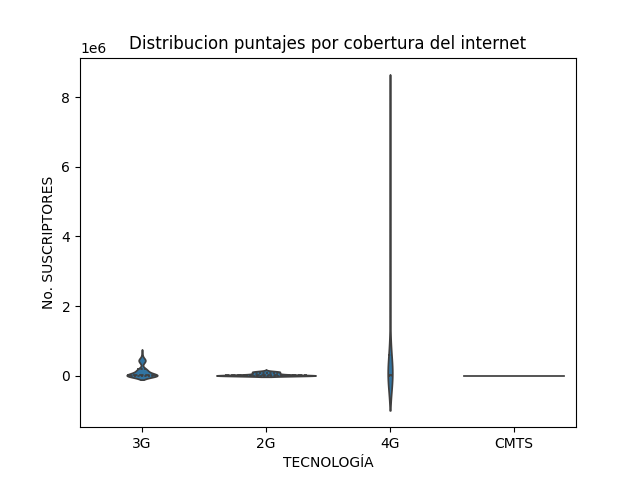 Distribucion puntajes por cobertura del internet
1e6
8
6
4
2
0
No. SUSCRIPTORES
3G 2G 4G CMTS
TECNOLOGÍA